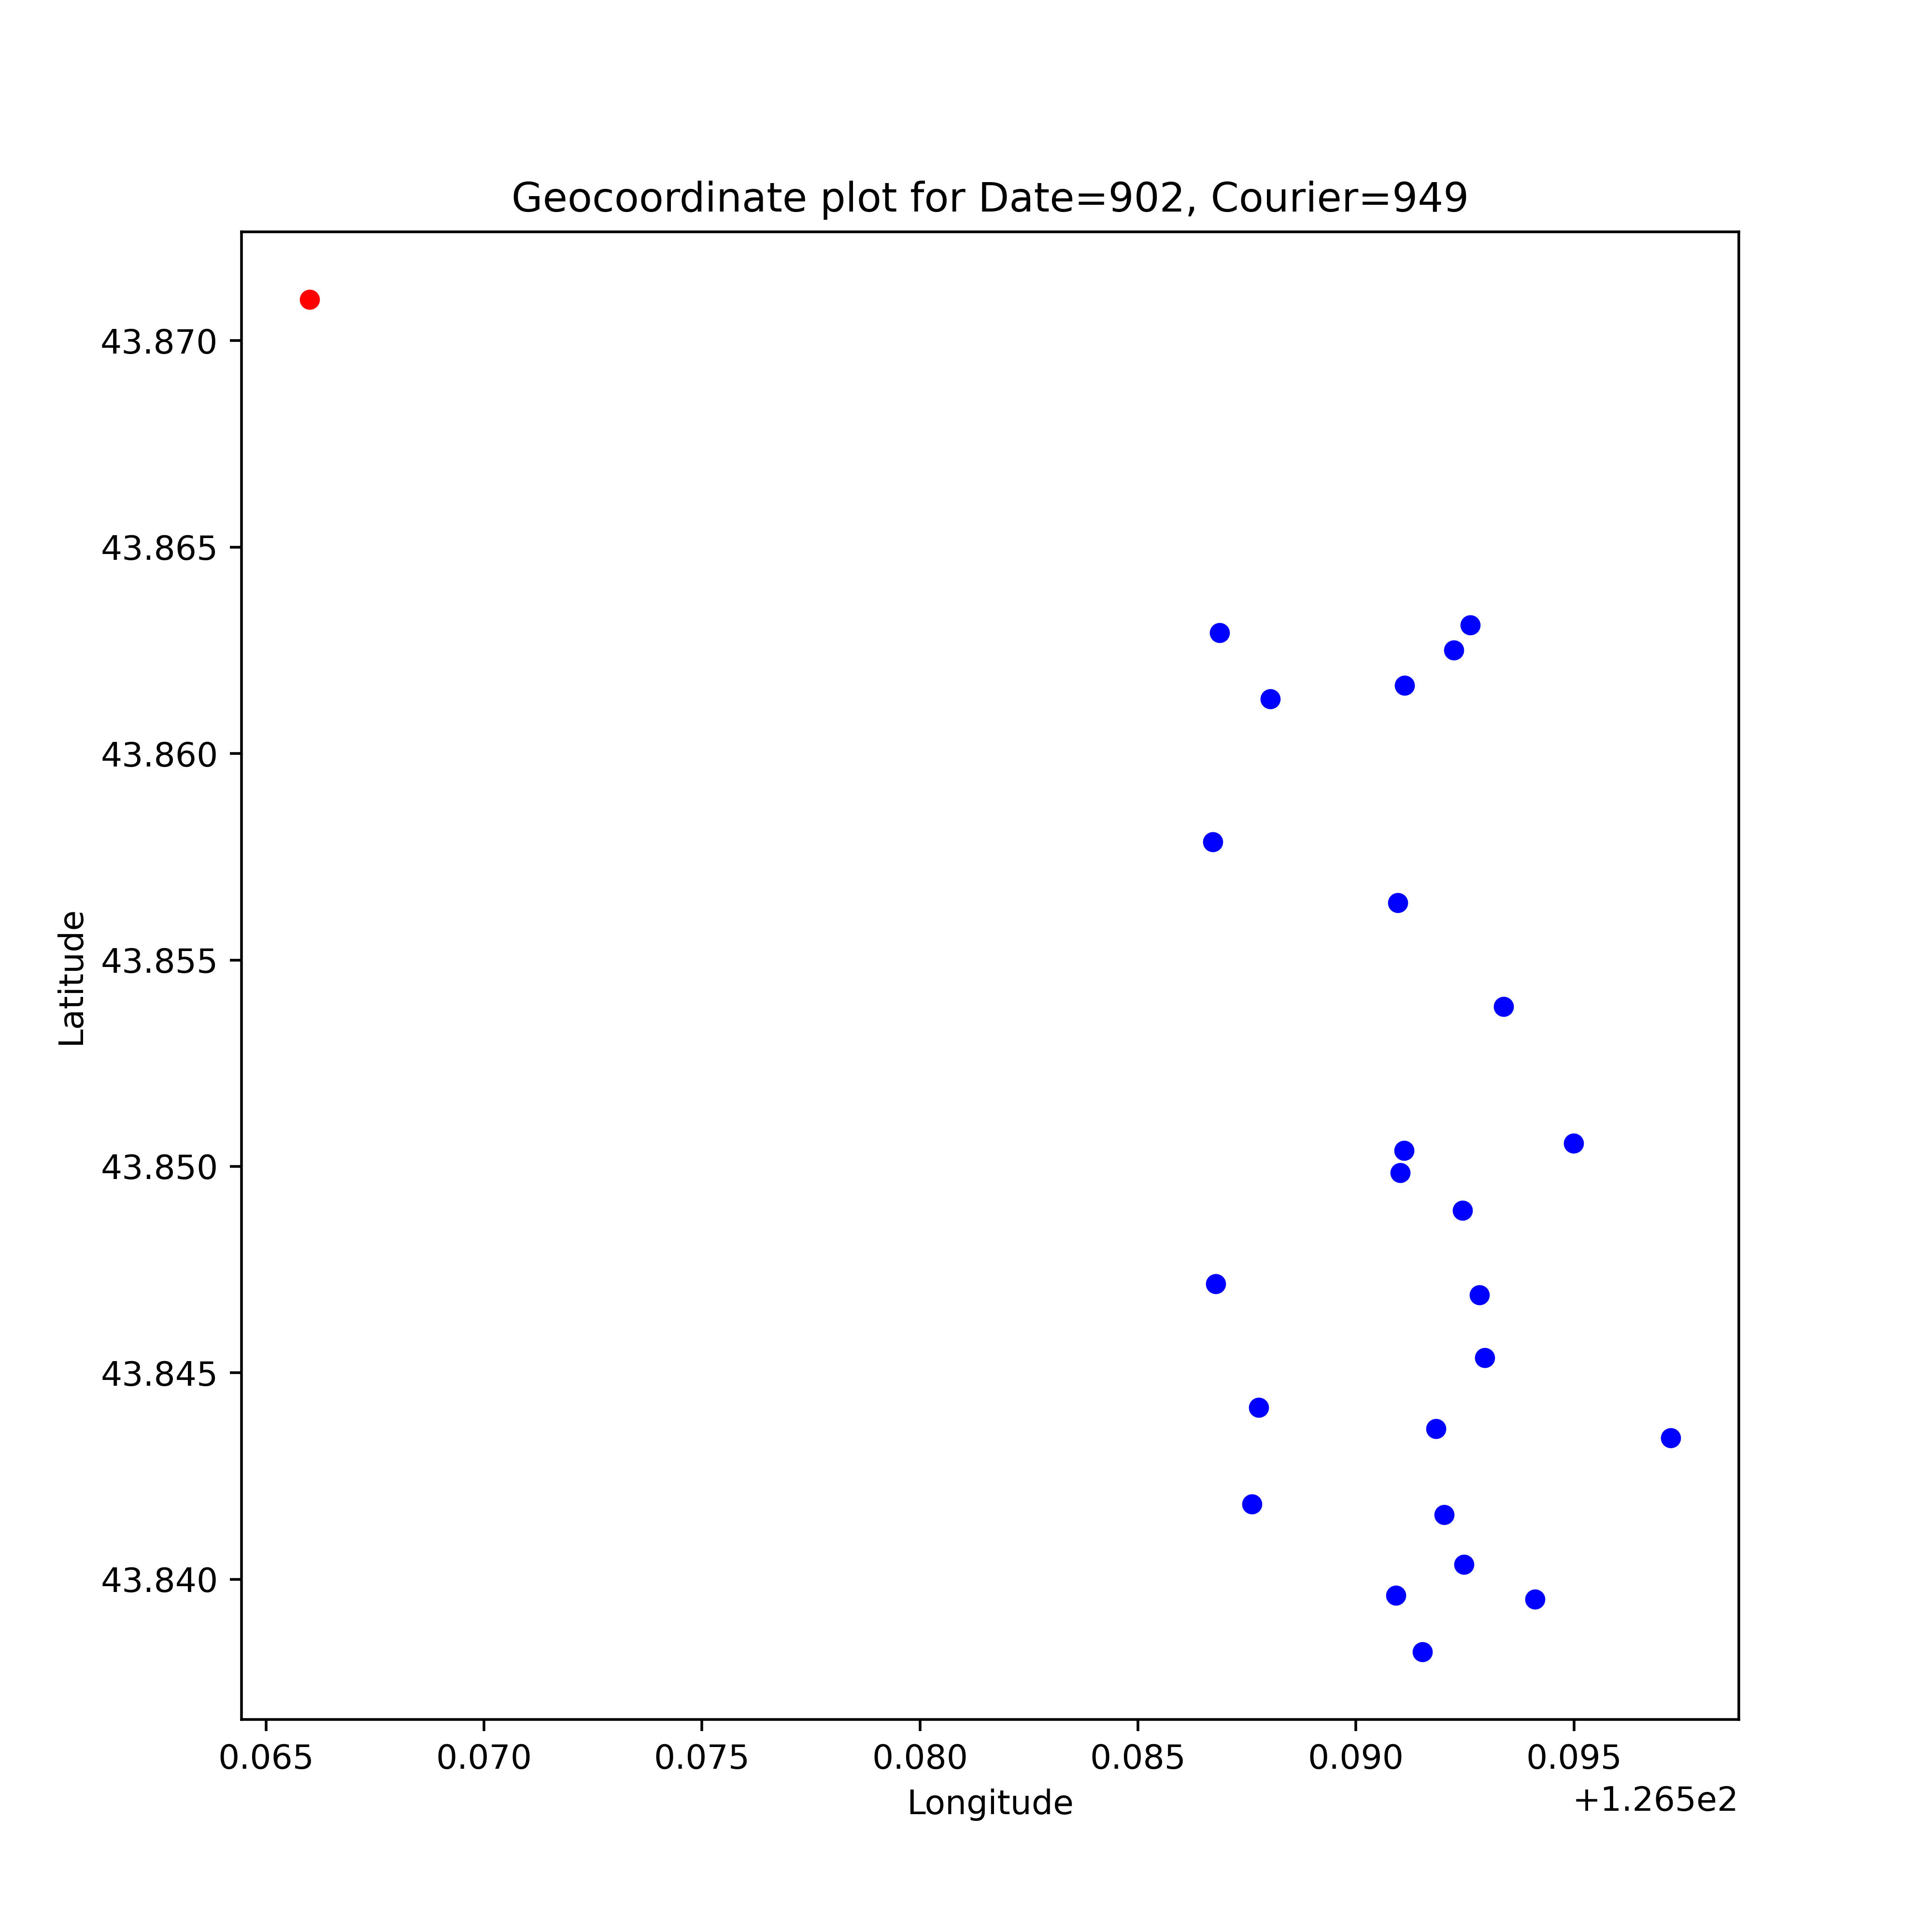 Geocoordinate plot for Date=902, Courier=949
43.870
43.865
43.860
43.855
43.850
43.845
43.840
Latitude
0.065 0.070 0.075 0.080 0.085 0.090 0.095
Longitude
+1.265e2